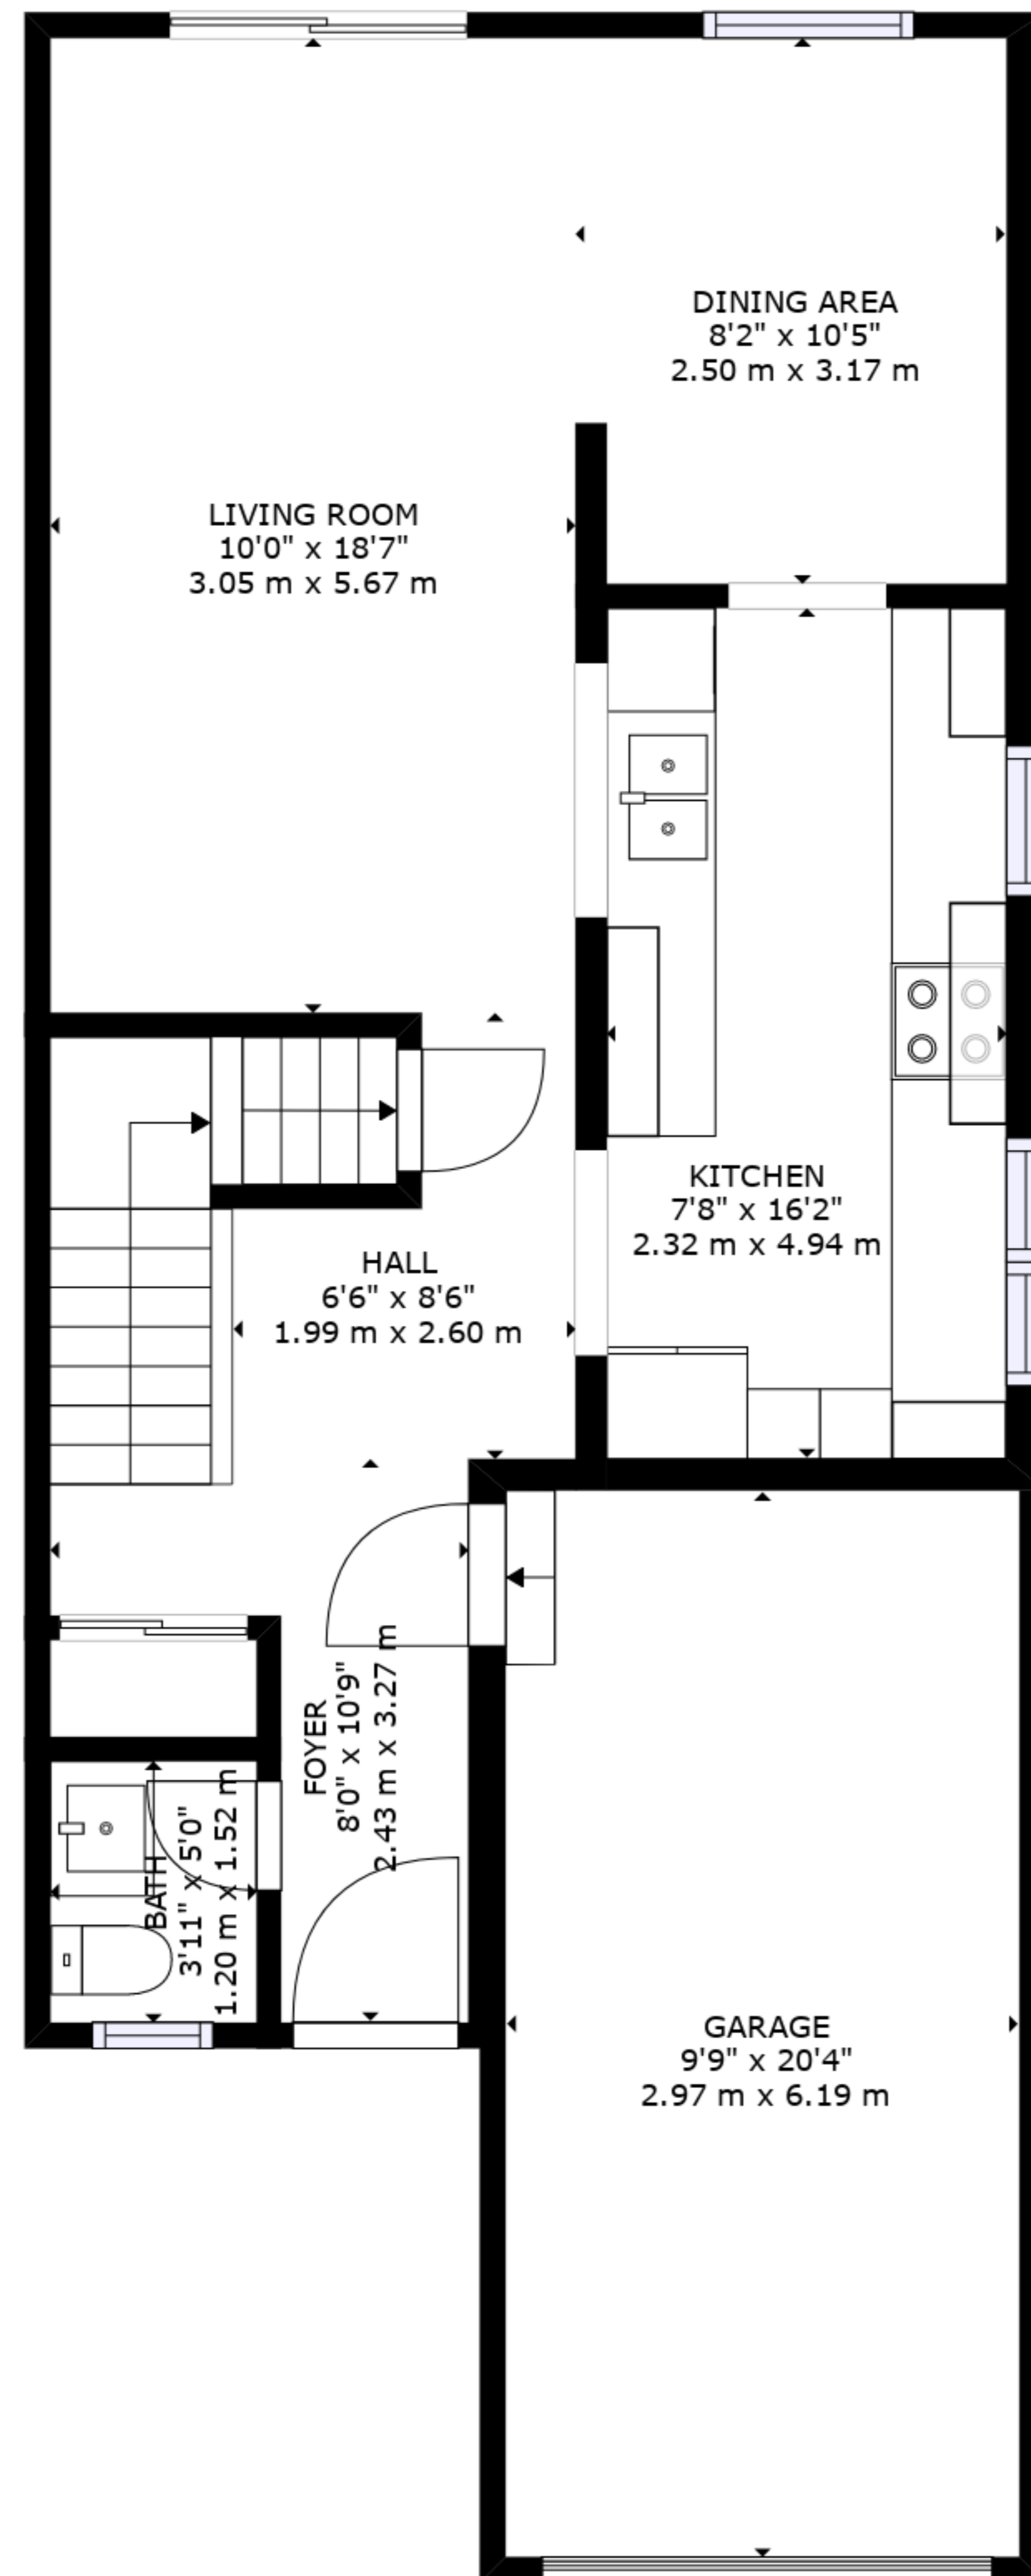 DINING AREA
8'2" x 10'5"
2.50 m x 3.17 m
LIVING ROOM
10'0" x 18'7"
3.05 m x 5.67 m
KITCHEN
7'8" x 16'2"
2.32 m x 4.94 m
HALL
6'6" x 8'6"
1.99 m x 2.60 m
FOYER
8'0" x 10'9"
2.43 m x 3.27 m
BATH
3'11" x 5'0"
1.20 m x 1.52 m
GARAGE
9'9" x 20'4"
2.97 m x 6.19 m